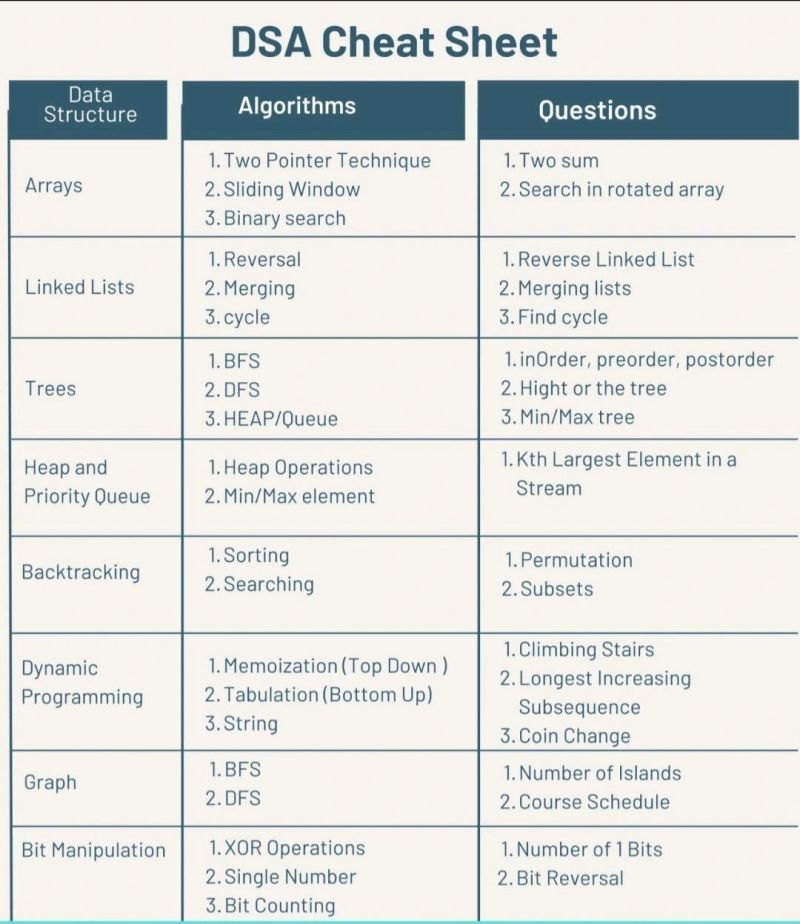 DSA Cheat Sheet
Data
Structure
Algorithms
Questions
Arrays
1. Two Pointer Technique
2. Sliding Window
3. Binary search
1. Two sum
2. Search in rotated array
Linked Lists
1. Reversal
2. Merging
3. cycle
1. Reverse Linked List
2. Merging lists
3. Find cycle
Trees
1. BFS
2. DFS
3. HEAP/Queue
1. inOrder, preorder, postorder
2. Hight or the tree
3. Min/Max tree
Heap and
Priority Queue
1. Heap Operations
2. Min/Max element
1. Kth Largest Element in a
Stream
Backtracking
1. Sorting
2. Searching
1. Permutation
2. Subsets
Dynamic
Programming
1. Memoization (Top Down )
2. Tabulation (Bottom Up)
3. String
1. Climbing Stairs
2. Longest Increasing
Subsequence
3. Coin Change
Graph
1. BFS
2. DFS
1. Number of Islands
2. Course Schedule
Bit Manipulation
1. XOR Operations
2. Single Number
3. Bit Counting
1. Number of 1 Bits
2. Bit Reversal